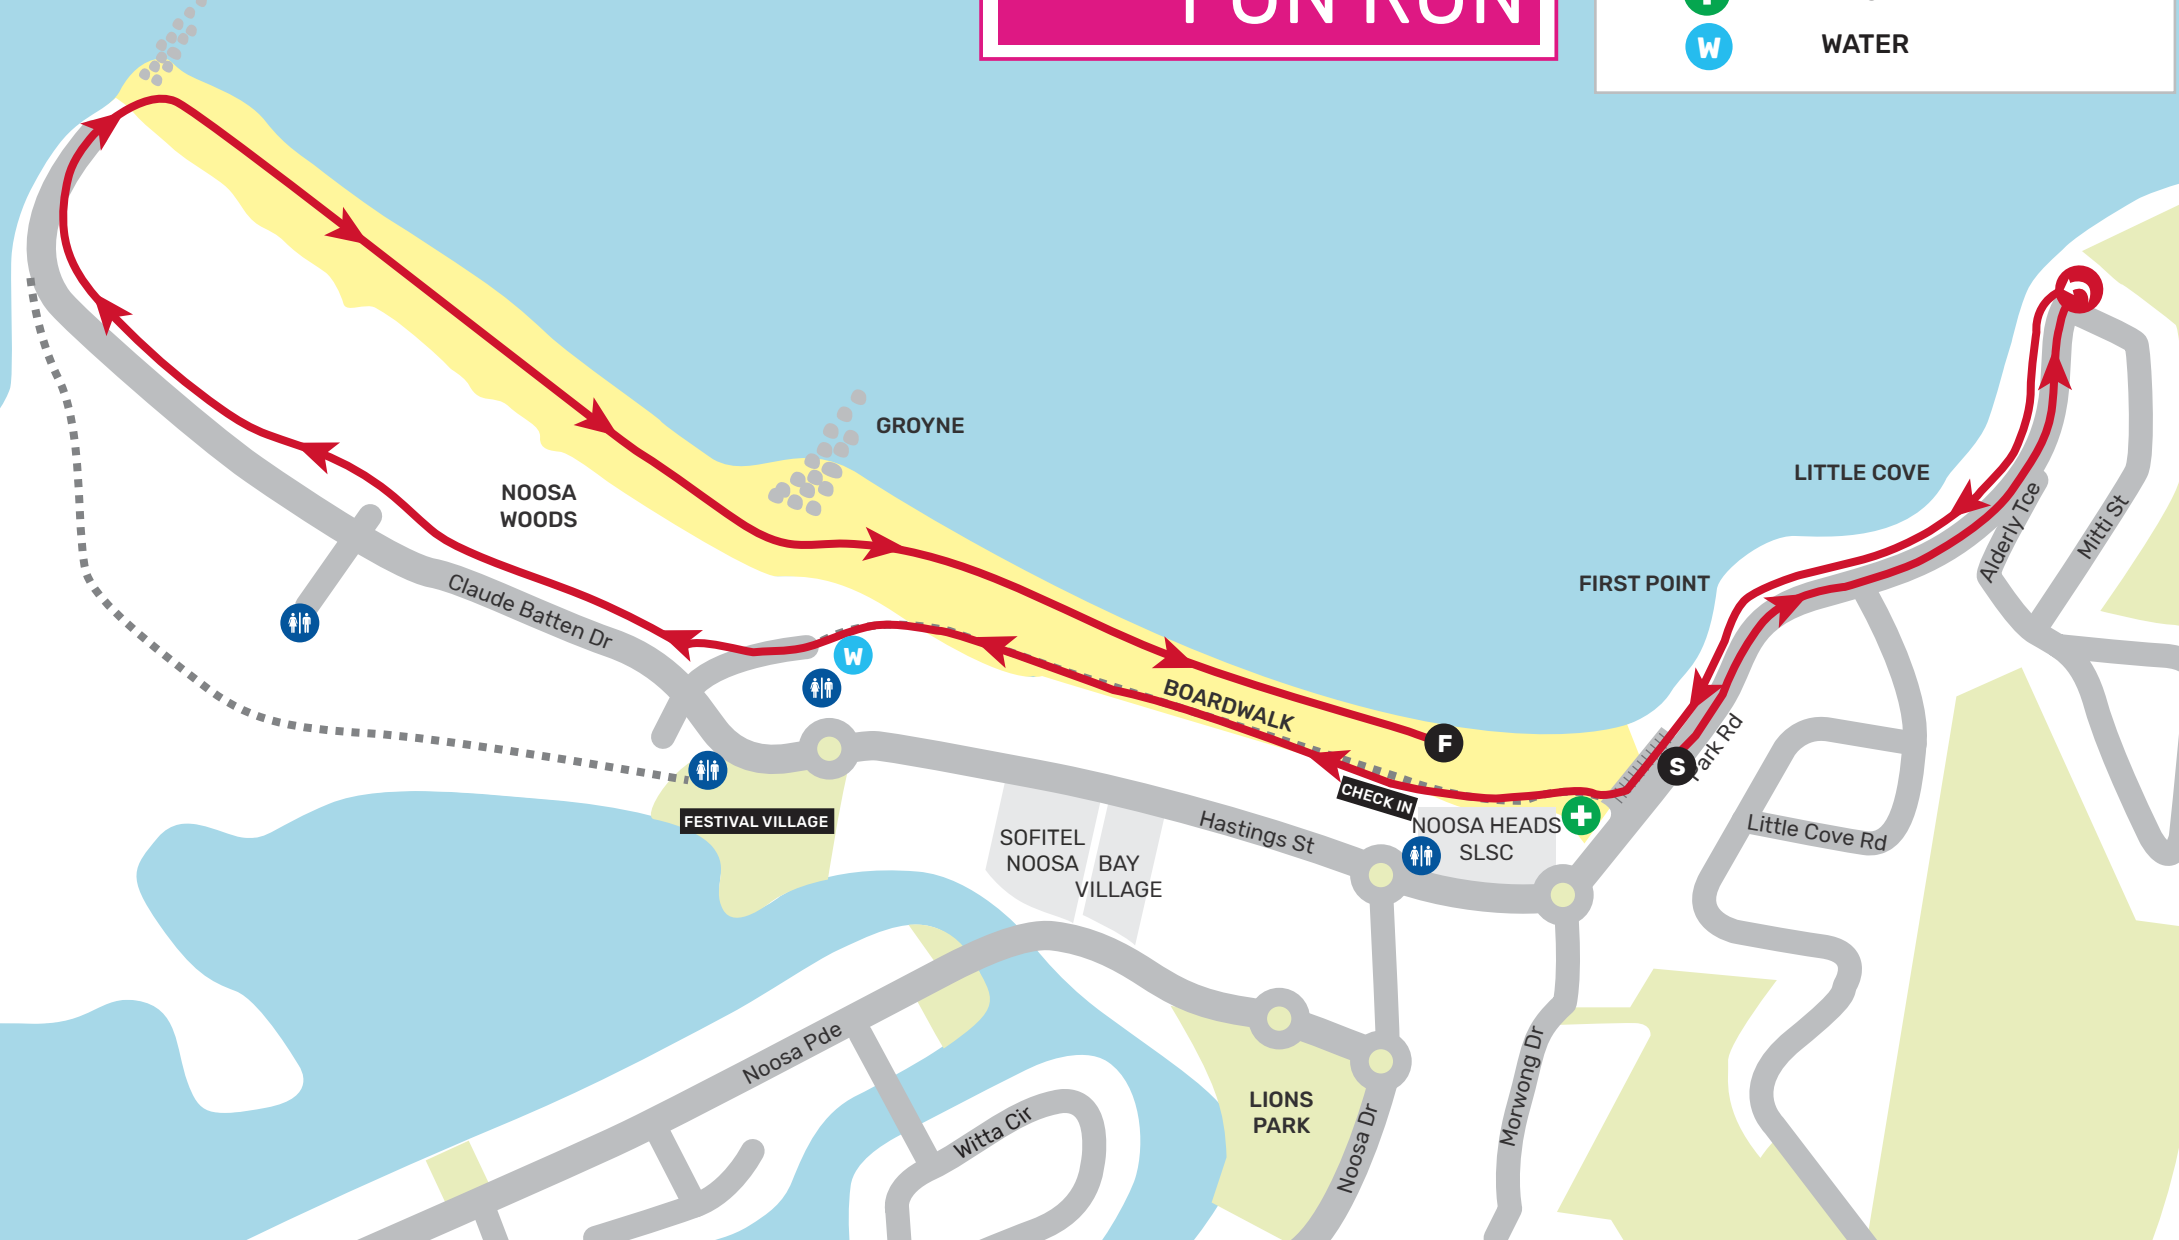 FUN RUN
W
WATER
GROYNE
LITTLE COVE
NOOSA
WOODS
Alderly Tce
Mitti St
FIRST POINT
Claude Batten Dr
W
BOARDWALK
F
S
Park Rd
CHECK IN
FESTIVAL VILLAGE
NOOSA HEADS
SLSC
Hastings St
Little Cove Rd
SOFITEL
NOOSA
BAY
VILLAGE
Noosa Pde
LIONS
PARK
Morwong Dr
Noosa Dr
Witta Cir